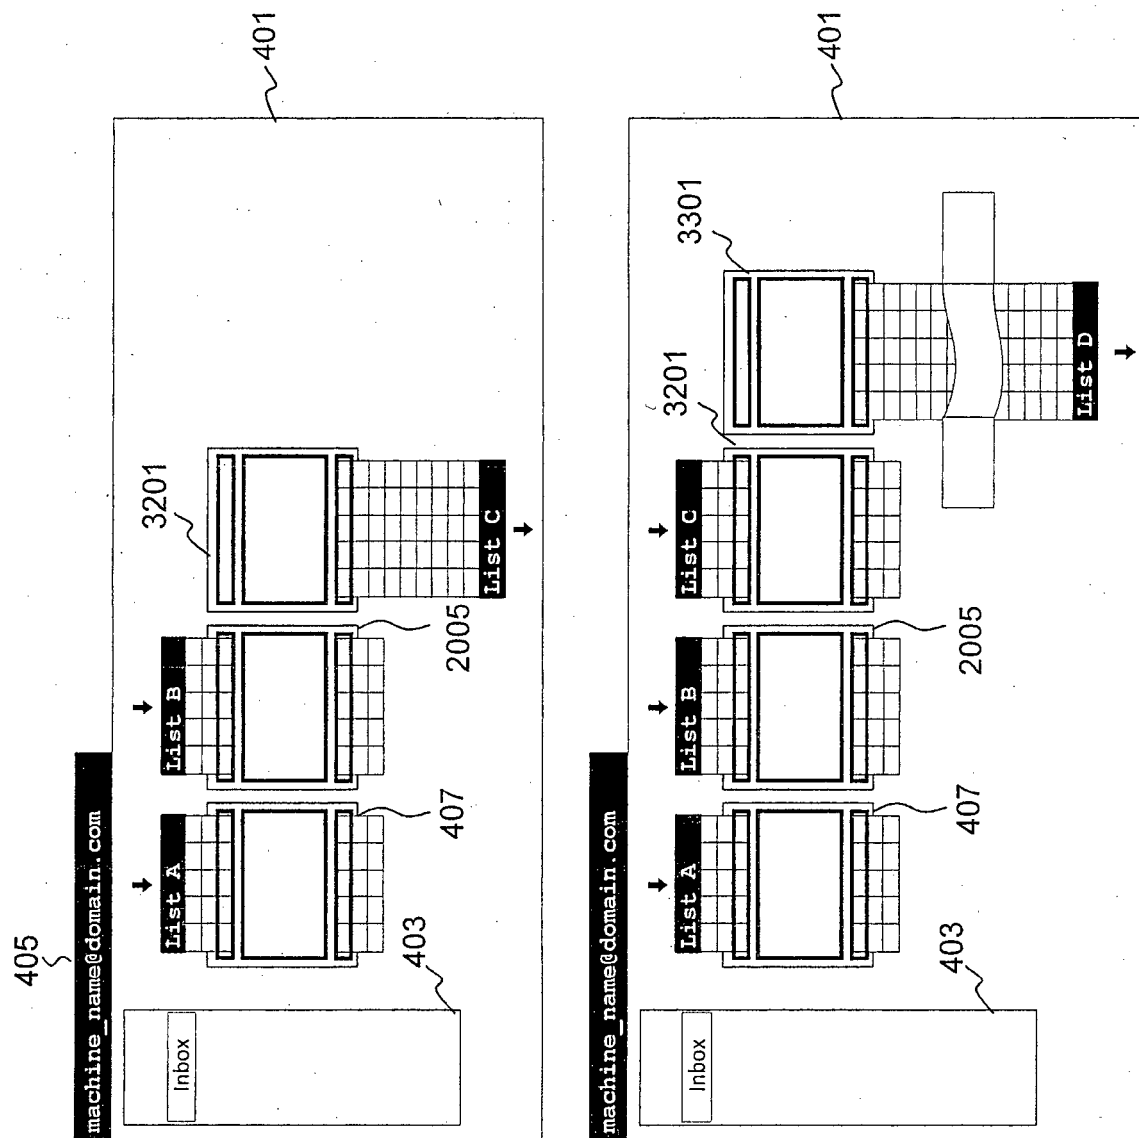 405
machine_name@domain.com
401
Inbox
403
List A
407
List B
2005
3201
List C
machine_name@domain.com
401
Inbox
403
List A
407
List B
2005
List C
3201
3301
List D